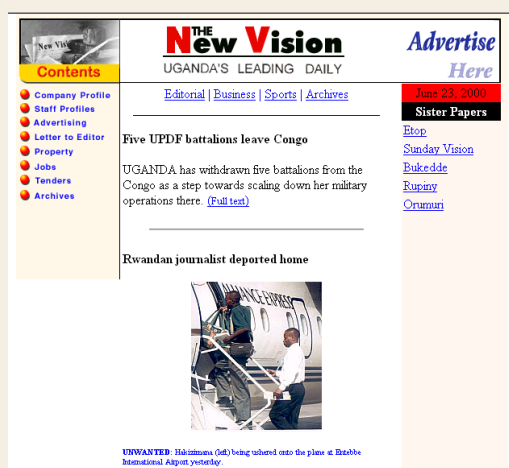 New Visi
Contents
THE
New Vision
UGANDA'S LEADING DAILY
Advertise
Here
Company Profile
Staff Profiles
Advertising
Letter to Editor
Property
Jobs
Tenders
Archives
Editorial | Business | Sports | Archives
June 23, 2000
Sister Papers
Etop
Sunday Vision
Bukedde
Rupiny
Orumuri
Five UPDF battalions leave Congo
UGANDA has withdrawn five battalions from the
Congo as a step towards scaling down her military
operations there. (Full text)
Rwandan journalist deported home
ALLIANCE EXPRESS
UNWANTED: Hakizimana (left) being ushered onto the plane at Entebbe
International Airport yesterday.